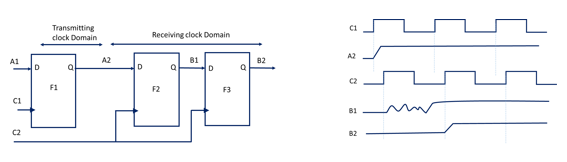 Transmitting
clock Domain
Receiving clock Domain
A1
D
Q
A2
D
Q
B1
D
Q
B2
F1
F2
F3
C1
C2
C1
A2
C2
B1
B2